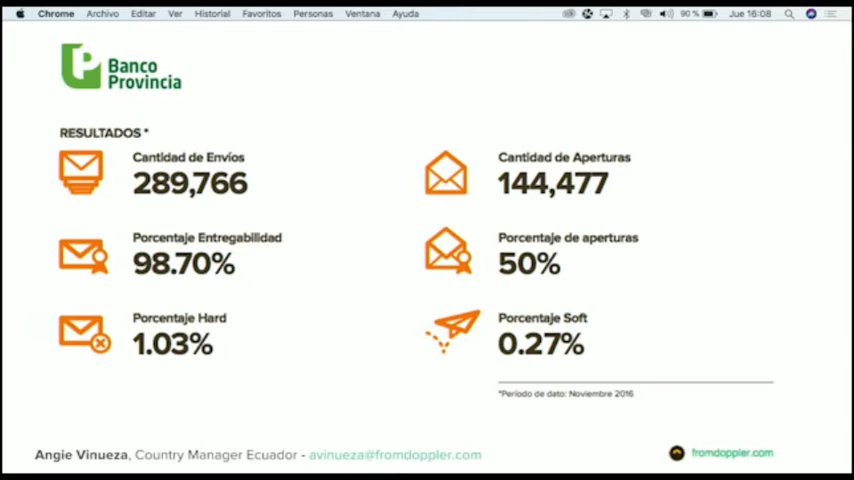 Chrome Archivo Editar Ver Historial Favoritos Personas Ventana Ayuda 90 % Jue 16:08
Banco
Provincia
RESULTADOS *
Cantidad de Envíos
289,766
Cantidad de Aperturas
144,477
Porcentaje Entregabilidad
98.70%
Porcentaje de aperturas
50%
Porcentaje Hard
1.03%
Porcentaje Soft
0.27%
*Período de dato: Noviembre 2016
Angie Vinueza, Country Manager Ecuador - avinueza@fromdoppler.com
fromdoppler.com